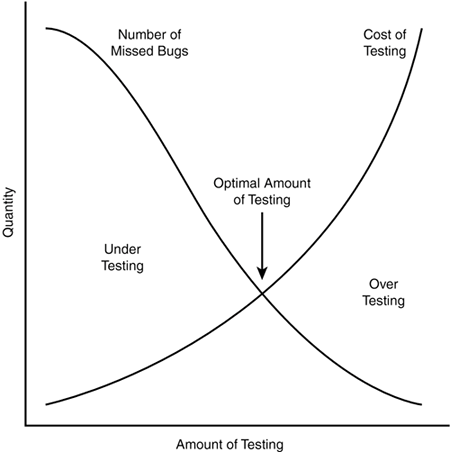 Number of
Missed Bugs
Cost of
Testing
Optimal Amount
of Testing
Quantity
Under
Testing
Over
Testing
Amount of Testing